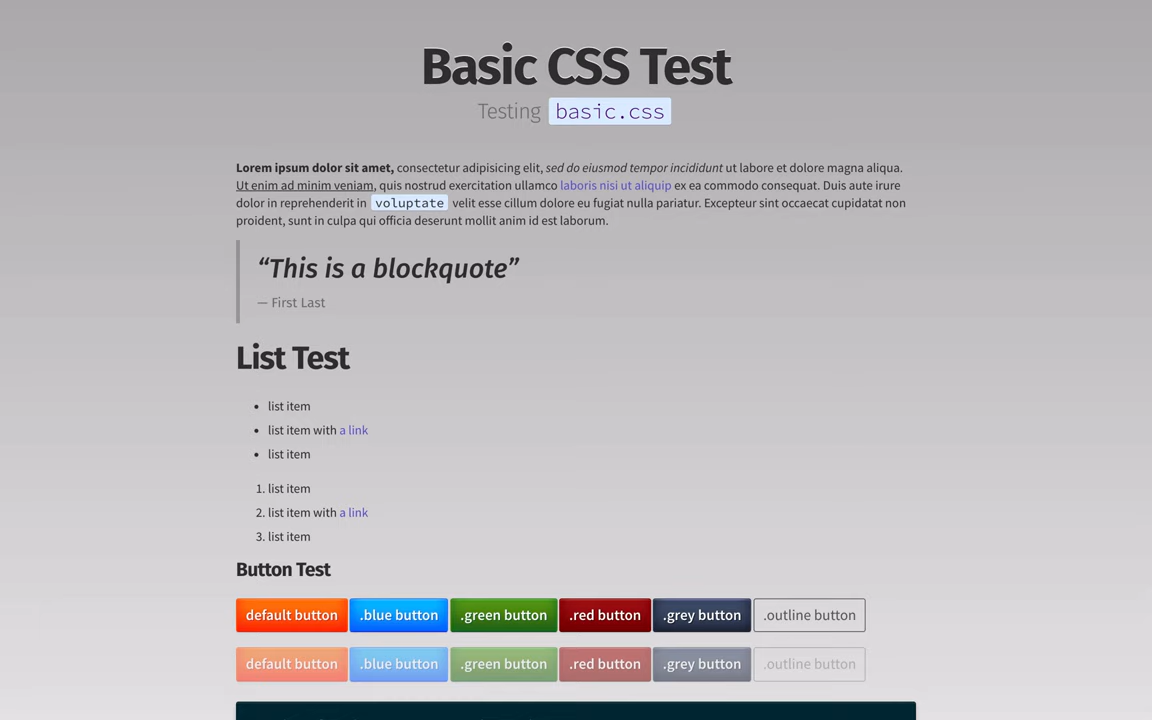 Basic CSS Test
Testing basic.css
Lorem ipsum dolor sit amet, consectetur adipisicing elit, sed do eiusmod tempor incididunt ut labore et dolore magna aliqua.
Ut enim ad minim veniam, quis nostrud exercitation ullamco laboris nisi ut aliquip ex ea commodo consequat. Duis aute irure
dolor in reprehenderit in voluptate velit esse cillum dolore eu fugiat nulla pariatur. Excepteur sint occaecat cupidatat non
proident, sunt in culpa qui officia deserunt mollit anim id est laborum.
“This is a blockquote”
— First Last
List Test
• list item
• list item with a link
• list item
1. list item
2. list item with a link
3. list item
Button Test
default button .blue button .green button .red button .grey button .outline button
default button .blue button .green button .red button .grey button .outline button